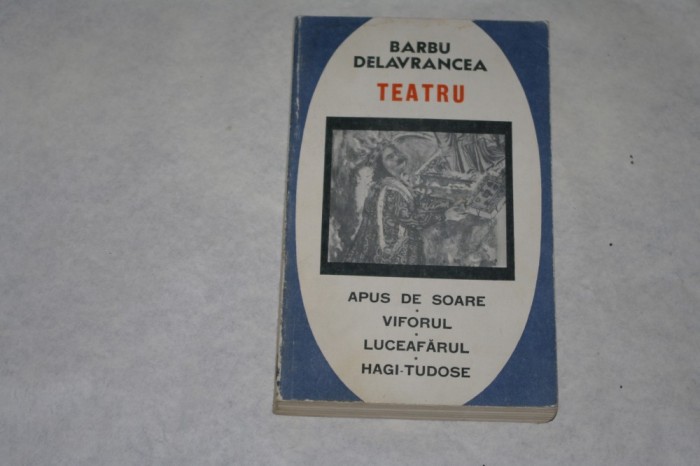 BARBU
DELAVRANCEA
TEATRU
APUS DE SOARE
•
VIFORUL
•
LUCEAFĂRUL
•
HAGI-TUDOSE